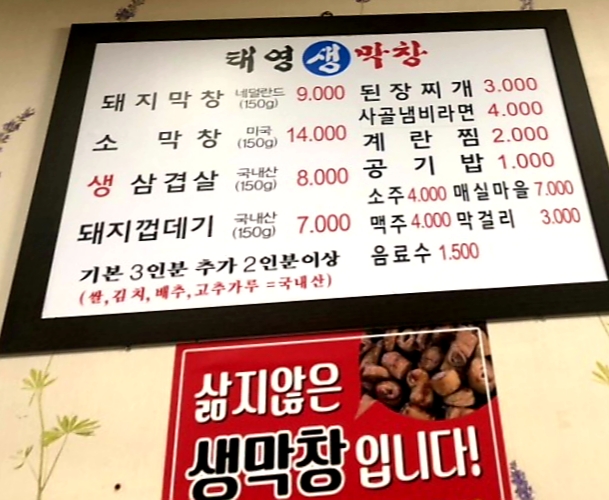 태영생막창
돼지막창 네덜란드 (150g) 9.000
소 막창 미국 (150g) 14.000
생 삼겹살 국내산 (150g) 8.000
돼지껍데기 국내산 (150g) 7.000
기본 3인분 추가 2인분이상
(쌀,김치,배추,고추가루=국내산)
된장찌개 3.000
사골냄비라면 4.000
계란찜 2.000
공기밥 1.000
소주 4.000 매실마을 7.000
맥주 4.000 막걸리 3.000
음료수 1.500
삶지않은
생막창입니다!